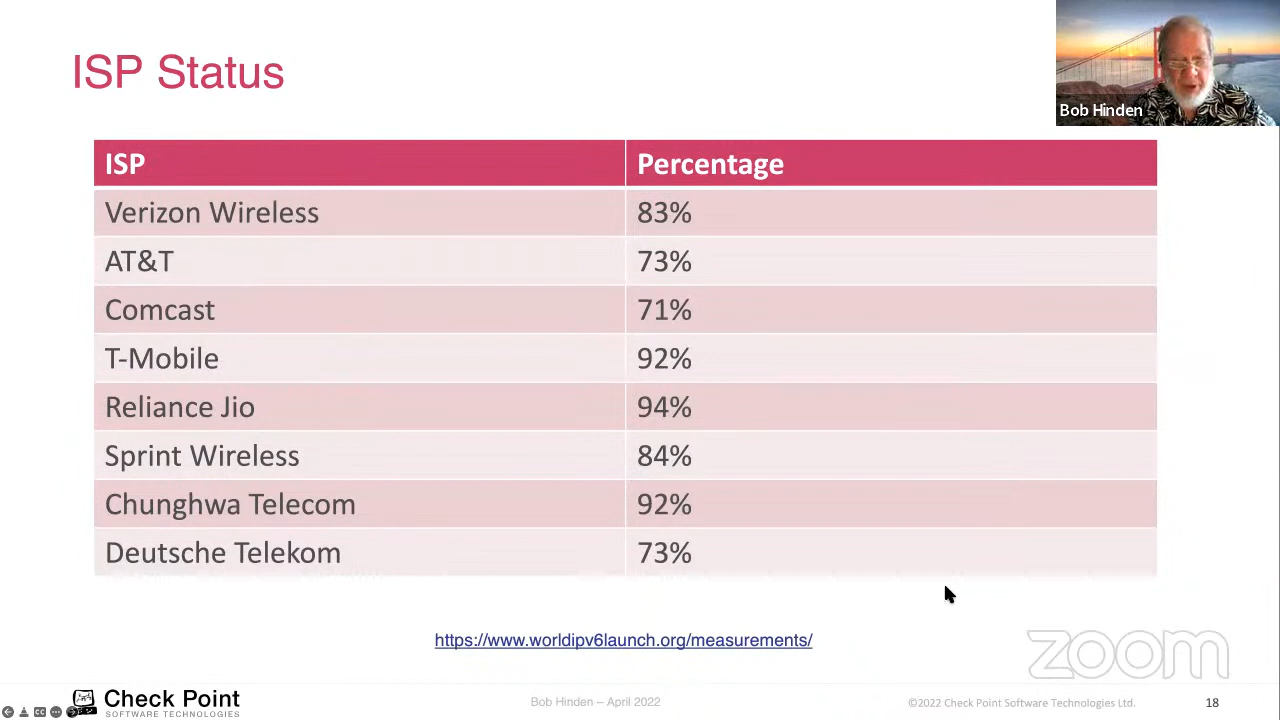 ISP Status
Bob Hinden
ISP Percentage
Verizon Wireless 83%
AT&T 73%
Comcast 71%
T-Mobile 92%
Reliance Jio 94%
Sprint Wireless 84%
Chunghwa Telecom 92%
Deutsche Telekom 73%
https://www.worldipv6launch.org/measurements/
zoom
Check Point
SOFTWARE TECHNOLOGIES
Bob Hinden – April 2022
©2022 Check Point Software Technologies Ltd.
18